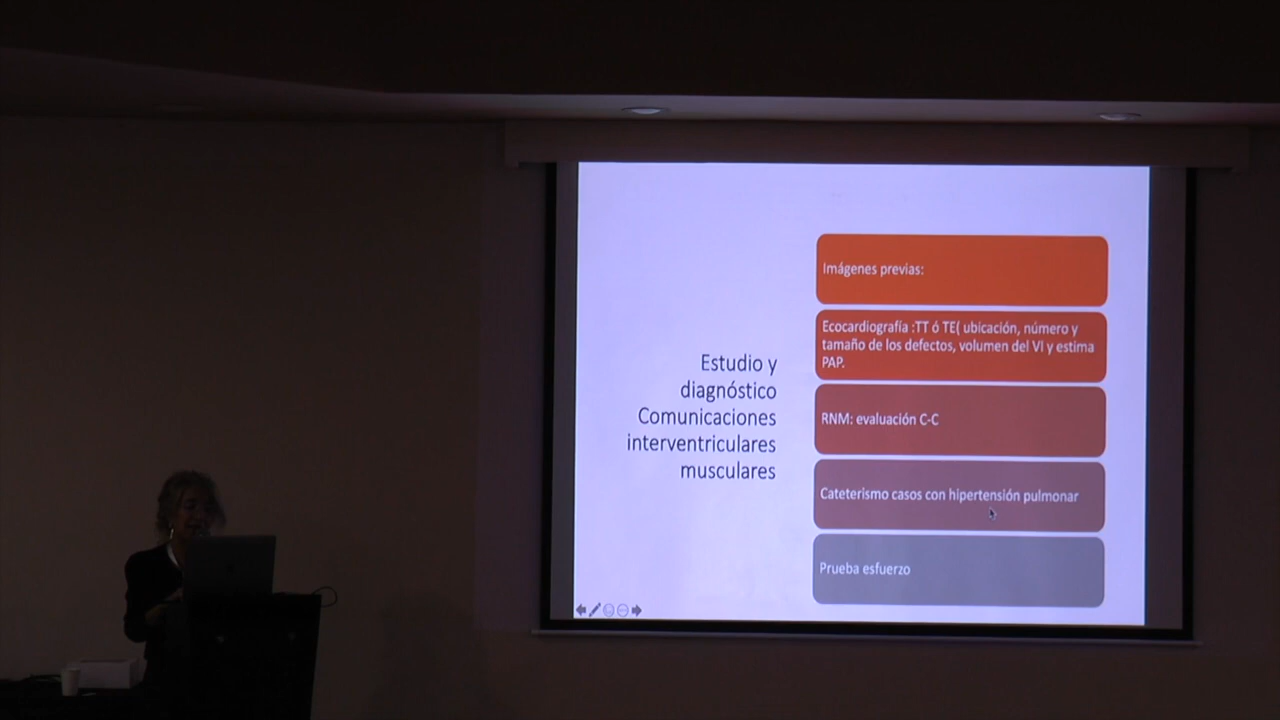 Estudio y
diagnóstico
Comunicaciones
interventriculares
musculares
Imágenes previas:
Ecocardiografía :TT ó TE( ubicación, número y
tamaño de los defectos, volumen del VI y estima
PAP.
RNM: evaluación C-C
Cateterismo casos con hipertensión pulmonar
Prueba esfuerzo